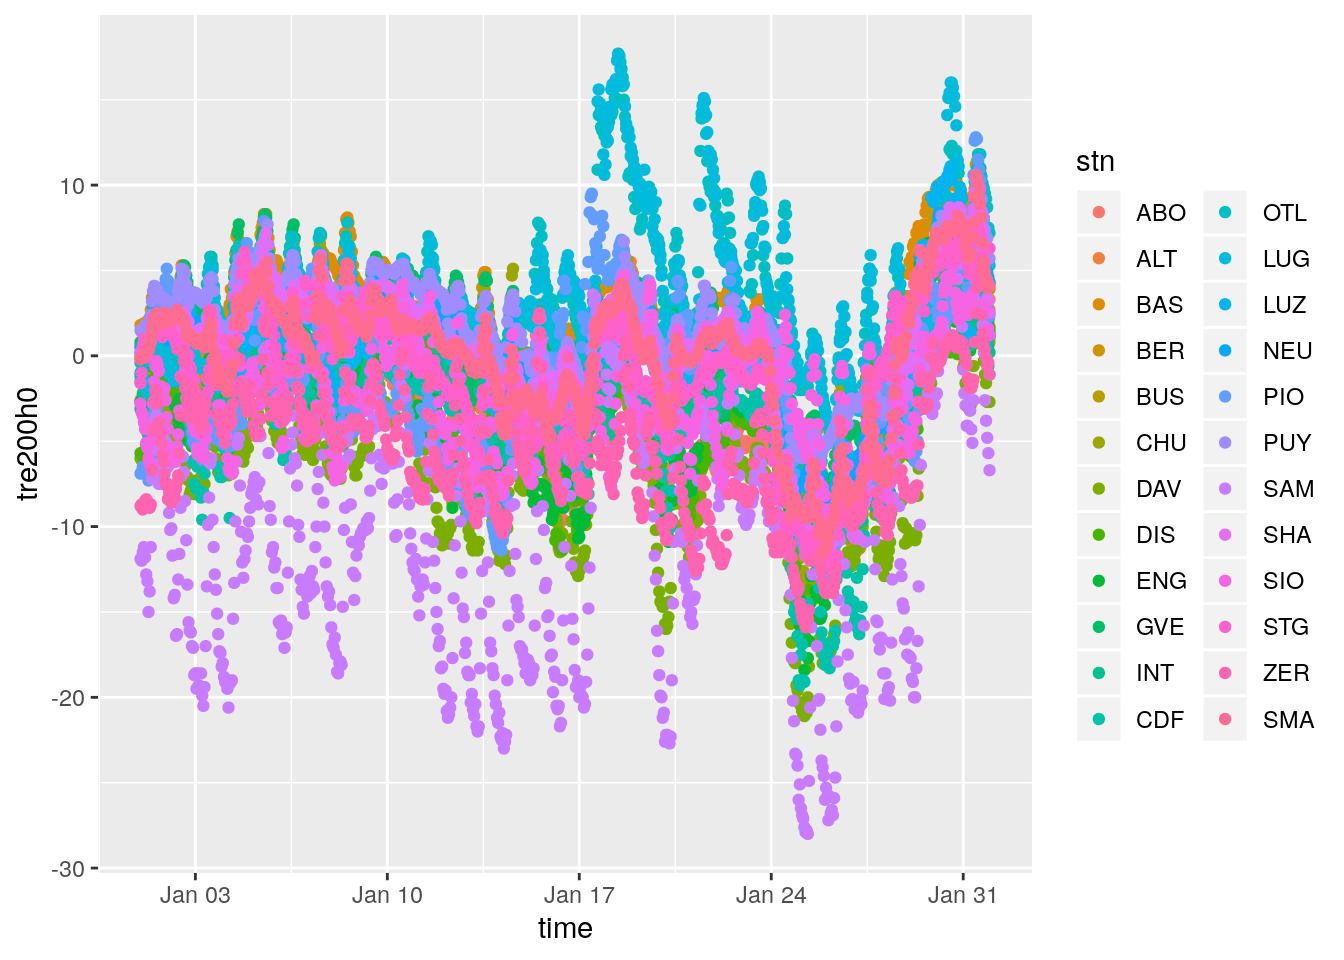 tre200h0
10
0
-10
-20
-30
Jan 03
Jan 10
Jan 17
Jan 24
Jan 31
time
stn
ABO
ALT
BAS
BER
BUS
CHU
DAV
DIS
ENG
GVE
INT
CDF
OTL
LUG
LUZ
NEU
PIO
PUY
SAM
SHA
SIO
STG
ZER
SMA